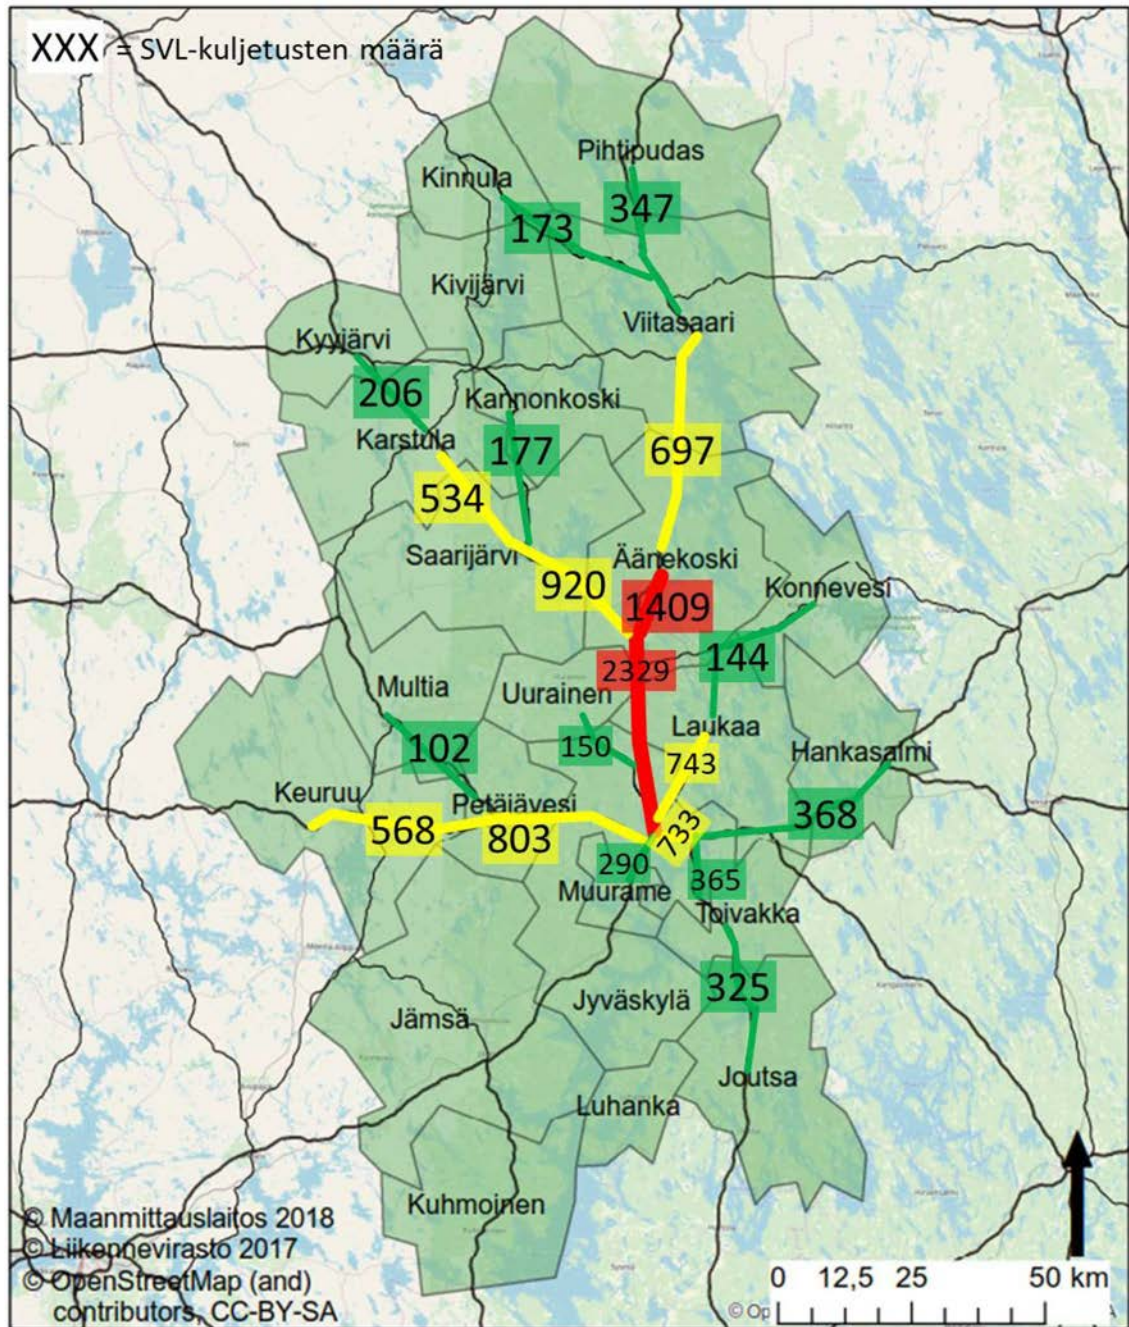 XXX = SVL-kuljetusten määrä
Pihtipudas
Kinnula
347
173
Kivijärvi
Viitasaari
Kyyjärvi
206
Kannonkoski
Karstula
177
697
534
Saarijärvi
Äänekoski
920
1409
Konnevesi
144
2329
Multia
Uurainen
Laukaa
150
743
Hankasalmi
102
Keuruu
Petäjävesi
568
803
733
368
290
365
Muurame
Toivakka
325
Jyväskylä
Jämsä
Joutsa
Luhanka
Kuhmoinen
© Maanmittauslaitos 2018
© Liikennevirasto 2017
© OpenStreetMap (and)
contributors, CC-BY-SA
0 12,5 25 50 km
© Op
A